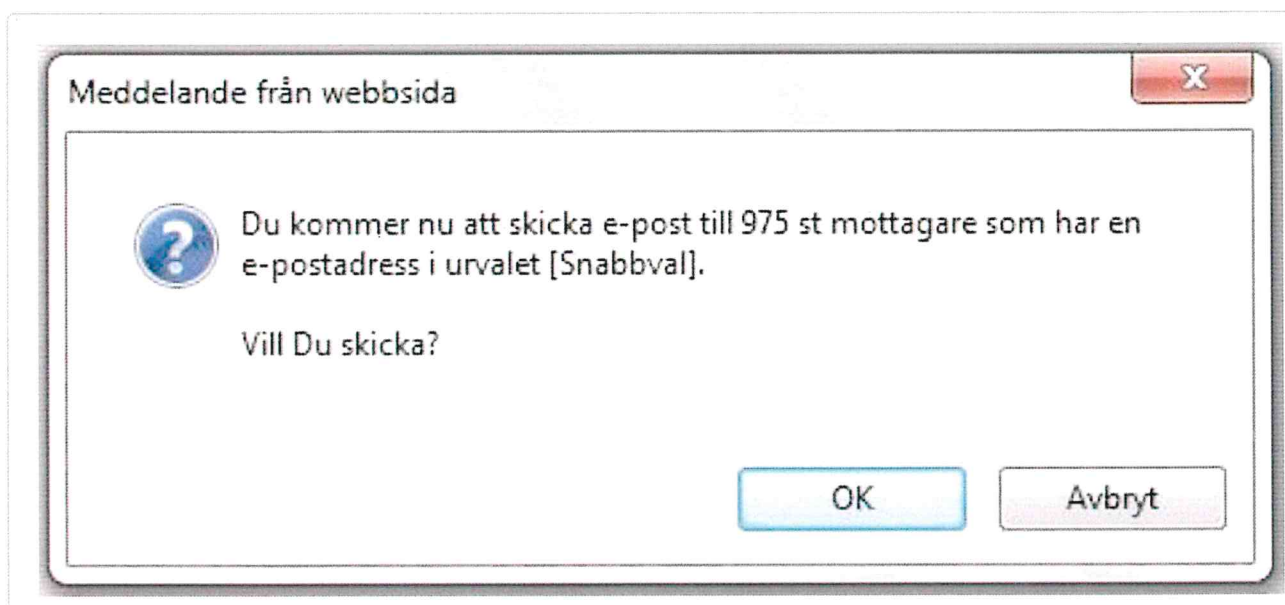 Meddelande från webbsida
X
?
Du kommer nu att skicka e-post till 975 st mottagare som har en
e-postadress i urvalet [Snabbval].
Vill Du skicka?
OK
Avbryt